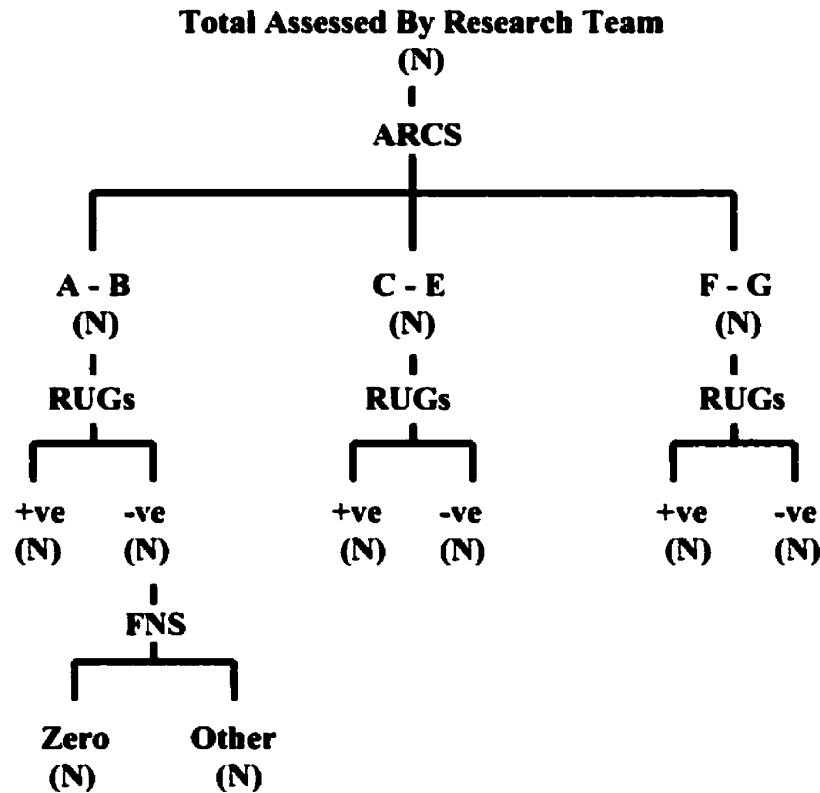 Total Assessed By Research Team
(N)
ARCS
A - B C - E F - G
(N) (N) (N)
RUGs RUGs RUGs
+ve -ve +ve -ve +ve -ve
(N) (N) (N) (N) (N) (N)
FNS
Zero Other
(N) (N)